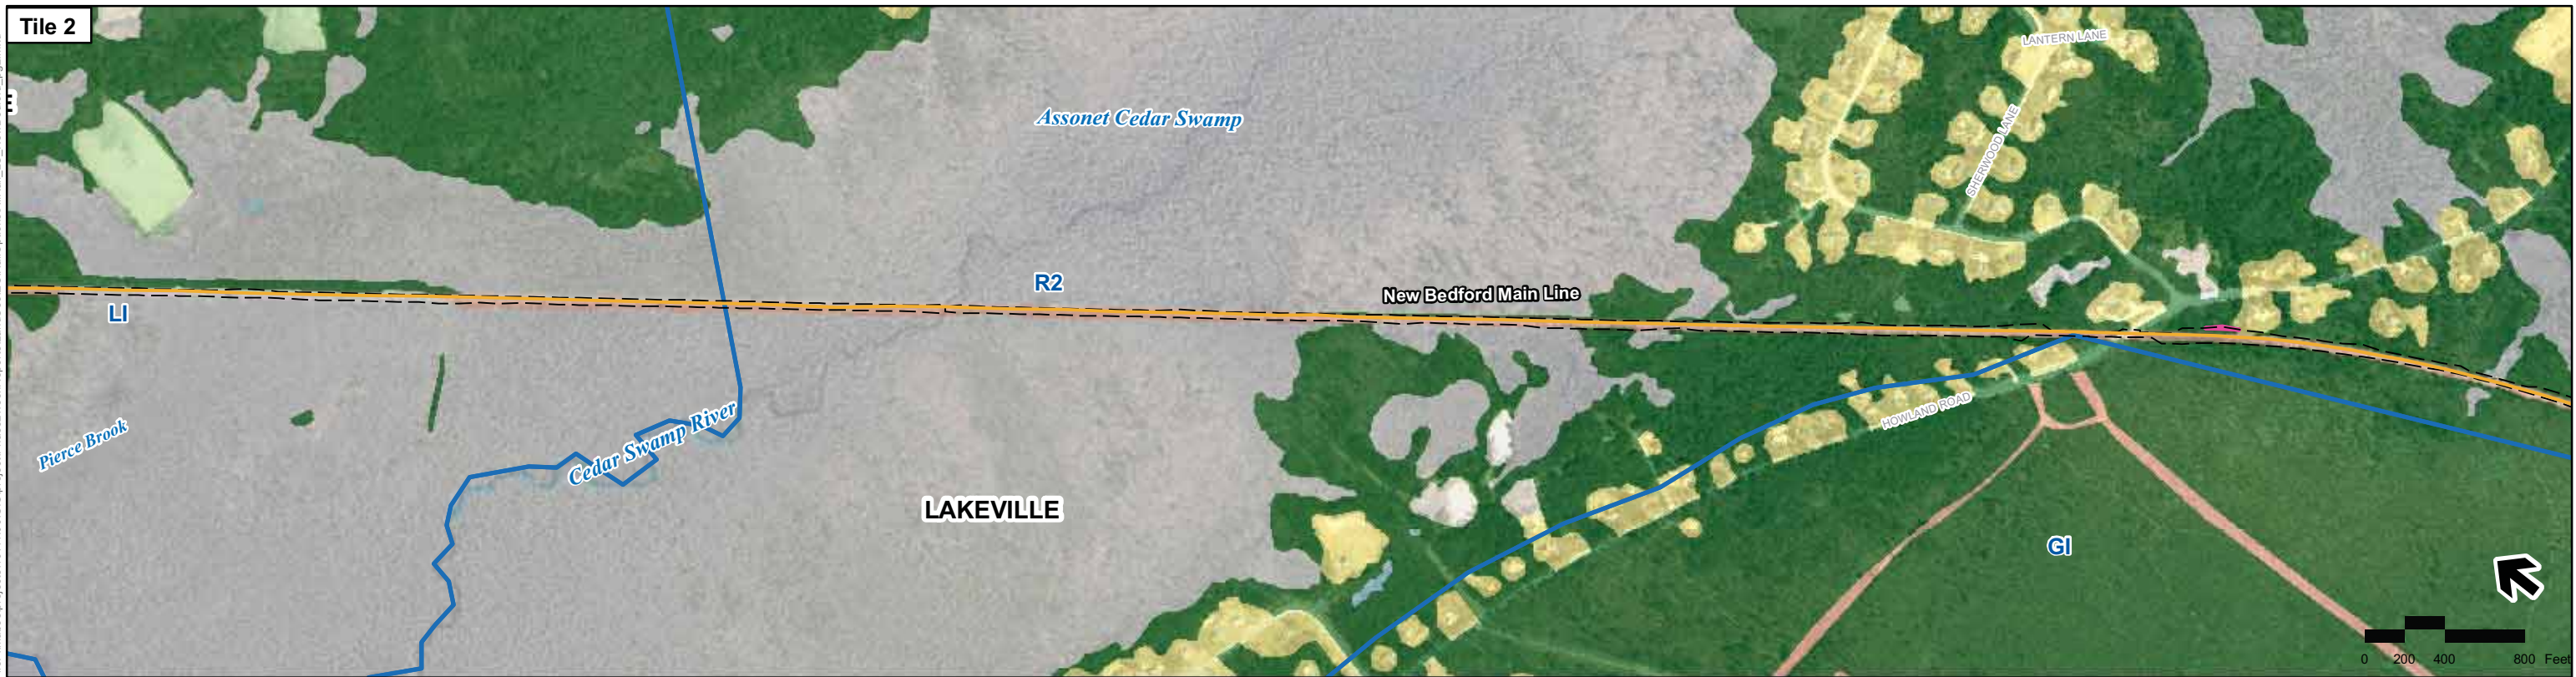 Tile 2
LANTERN LANE
E
Assonet Cedar Swamp
SHERWOOD LANE
R2
New Bedford Main Line
LI
Pierce Brook
Cedar Swamp River
HOWLAND ROAD
LAKEVILLE
GI
0 200 400 800 Feet